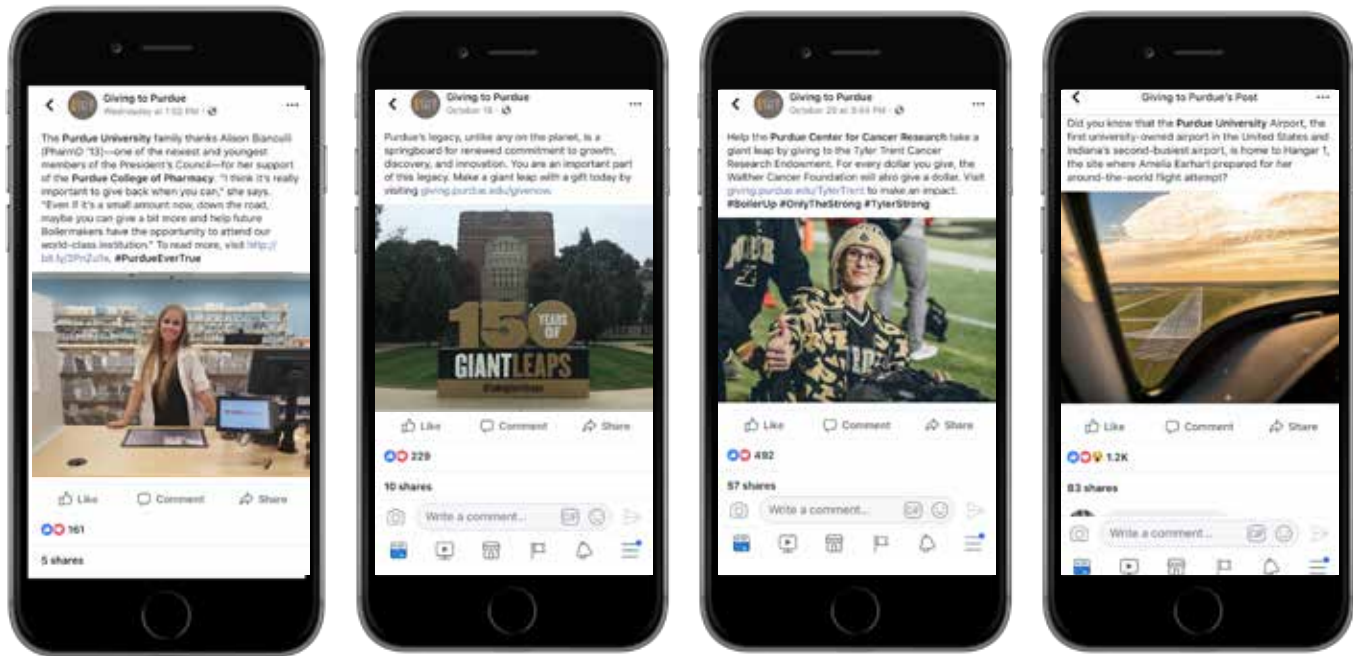 Giving to Purdue
Wednesday at 1:02 PM
The Purdue University family thanks Alison Biancalli
(PharmD '13)—one of the newest and youngest
members of the President's Council—for her support
of the Purdue College of Pharmacy. "I think it's really
important to give back when you can," she says.
"Even if it's a small amount now, down the road,
maybe you can give a bit more and help future
Boilermakers have the opportunity to attend our
world-class institution." To read more, visit http://
#PurdueEverTrue
Like Comment Share
161
5 shares
Giving to Purdue
Purdue's legacy, unlike any on the planet, is a
springboard for renewed commitment to growth,
discovery, and innovation. You are an important part
of this legacy. Make a giant leap with a gift today by
visiting giving.purdue.edu/givenow.
150
YEARS
OF
GIANT LEAPS
Like Comment Share
229
10 shares
Write a comment...
GIF
Giving to Purdue
Help the Purdue Center for Cancer Research take a
giant leap by giving to the Tyler Trent Cancer
Research Endowment. For every dollar you give, the
Walther Cancer Foundation will also give a dollar. Visit
giving.purdue.edu/TylerTrent to make an impact.
#BoilerUp #OnlyTheStrong #TylerStrong
Like Comment Share
492
57 shares
Write a comment...
GIF
Giving to Purdue's Post
Did you know that the Purdue University Airport, the
first university-owned airport in the United States and
Indiana's second-busiest airport, is home to Hangar 1,
the site where Amelia Earhart prepared for her
around-the-world flight attempt?
Like Comment Share
1.2K
83 shares
Write a comment...
GIF